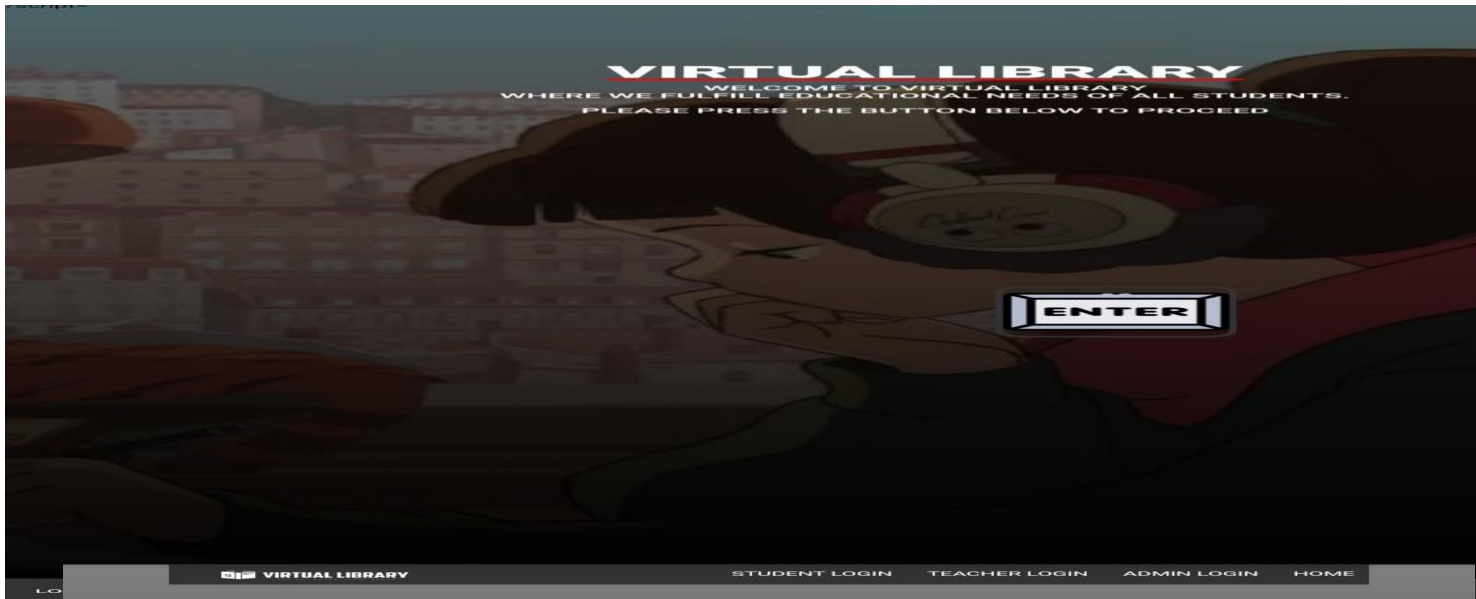 VIRTUAL LIBRARY
WELCOME TO VIRTUAL LIBRARY
WHERE WE FULFILL EDUCATIONAL NEEDS OF ALL STUDENTS.
PLEASE PRESS THE BUTTON BELOW TO PROCEED
ENTER
VIRTUAL LIBRARY STUDENT LOGIN TEACHER LOGIN ADMIN LOGIN HOME
LO